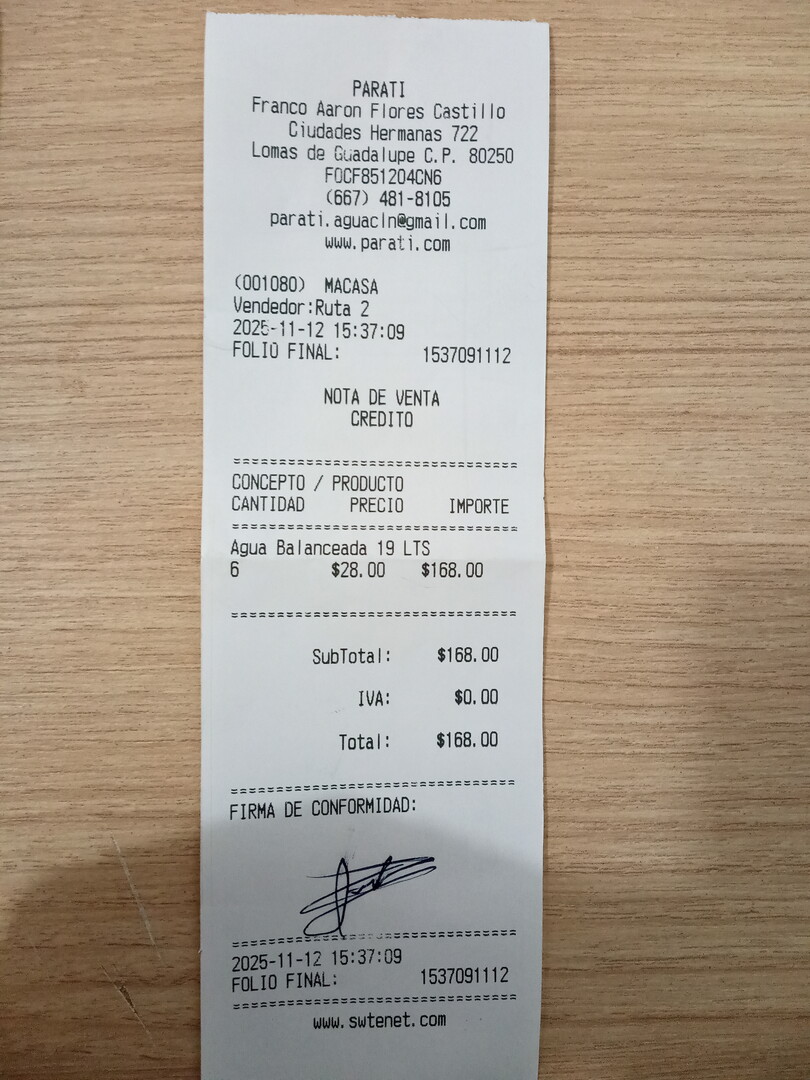 PARATI
Franco Aaron Flores Castillo
Ciudades Hermanas 722
Lomas de Guadalupe C.P. 80250
FOCF851204CN6
(667) 481-8105
parati.aguacln@gmail.com
www.parati.com
(001080) MACASA
Vendedor:Ruta 2
2025-11-12 15:37:09
FOLIO FINAL: 1537091112
NOTA DE VENTA
CREDITO
CONCEPTO / PRODUCTO
CANTIDAD PRECIO IMPORTE
Agua Balanceada 19 LTS
6 $28.00 $168.00
SubTotal: $168.00
IVA: $0.00
Total: $168.00
FIRMA DE CONFORMIDAD:
2025-11-12 15:37:09
FOLIO FINAL: 1537091112
www.swtenet.com